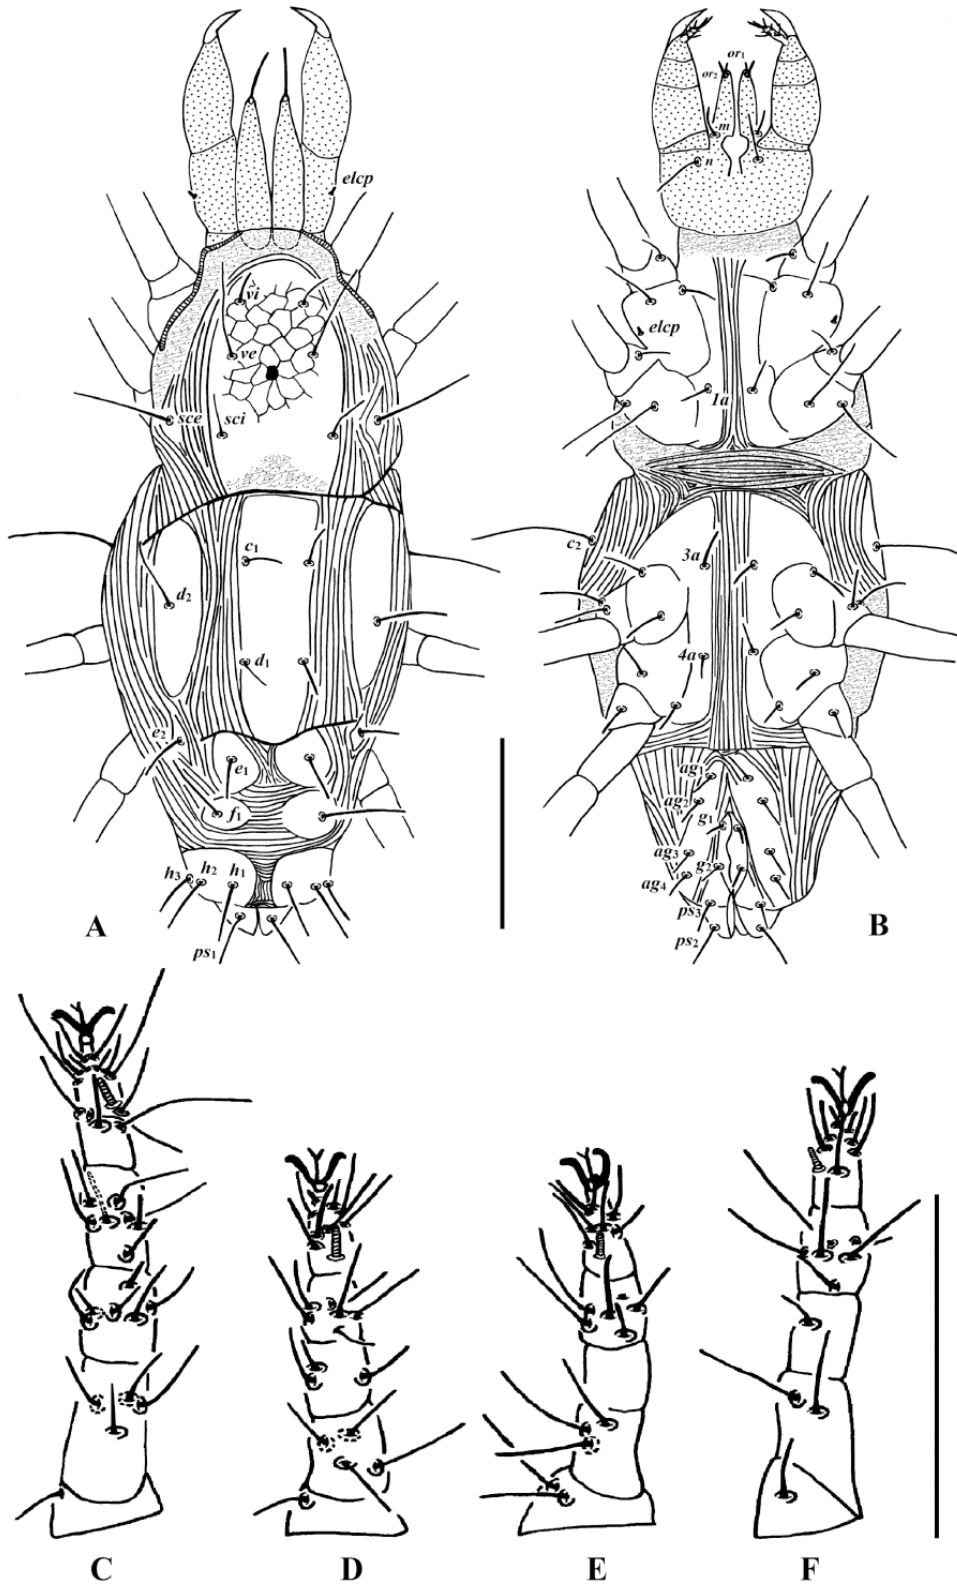 or₁
or₂
m
n
elcp
vi
ve
elcp
sce
sci
1a
c₁
c₂
3a
d₂
d₁
4a
e₂
e₁
f₁
ag₁
ag₂
g₁
h₃
h₂
h₁
ag₃
g₂
ag₄
ps₃
ps₁
ps₂
A
B
C
D
E
F